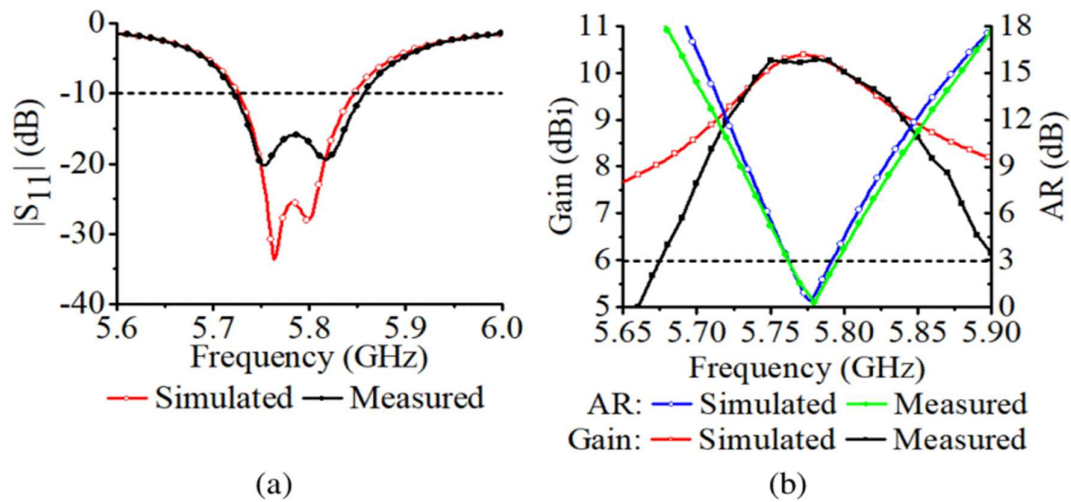 0
-10
-20
-30
-40
|S11| (dB)
5.6 5.7 5.8 5.9 6.0
Frequency (GHz)
Simulated Measured
(a)
11
10
9
8
7
6
5
Gain (dBi)
18
15
12
9
6
3
0
AR (dB)
5.65 5.70 5.75 5.80 5.85 5.90
Frequency (GHz)
AR: Simulated Measured
Gain: Simulated Measured
(b)